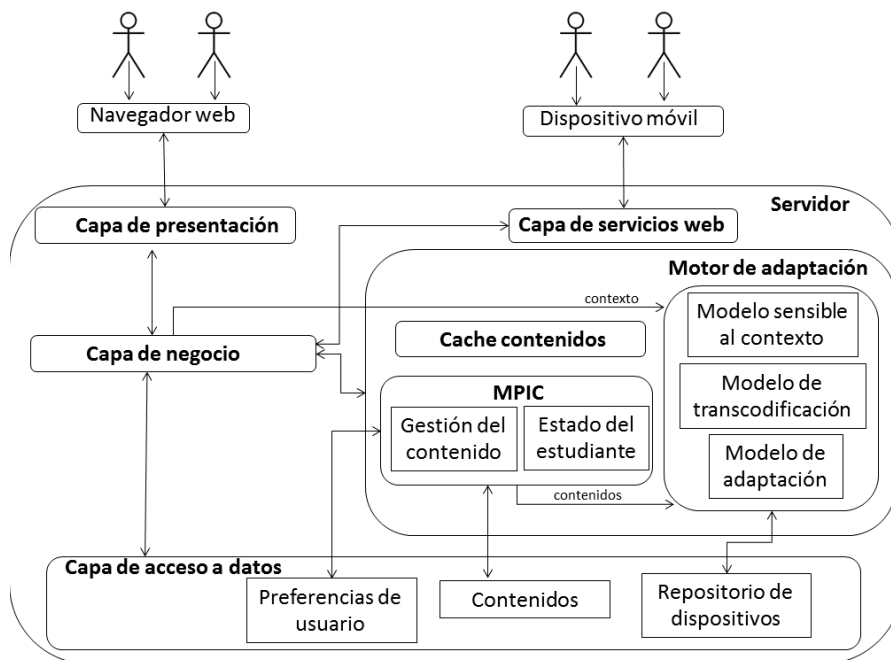 Navegador web
Dispositivo móvil
Servidor
Capa de presentación
Capa de servicios web
Motor de adaptación
contexto
Modelo sensible
al contexto
Cache contenidos
Capa de negocio
MPIC
Modelo de
transcodificación
Gestión del
contenido
Estado del
estudiante
Modelo de
adaptación
contenidos
Capa de acceso a datos
Preferencias de
usuario
Contenidos
Repositorio de
dispositivos